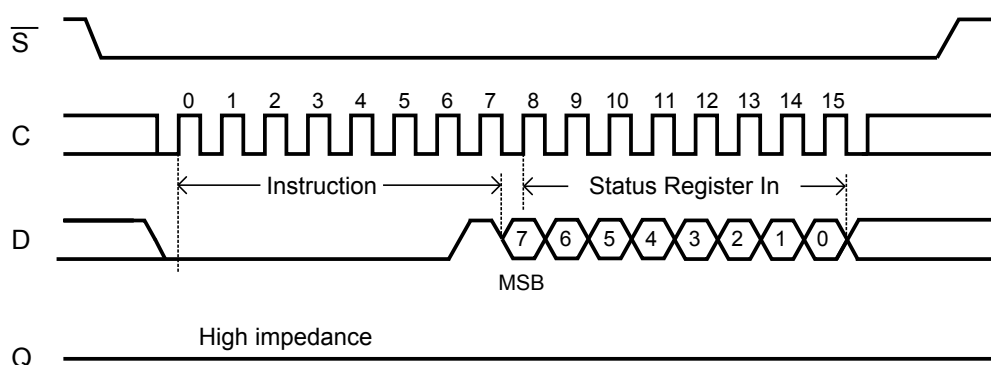 S
0 1 2 3 4 5 6 7 8 9 10 11 12 13 14 15
C
Instruction Status Register In
D 7 6 5 4 3 2 1 0
MSB
High impedance
Q